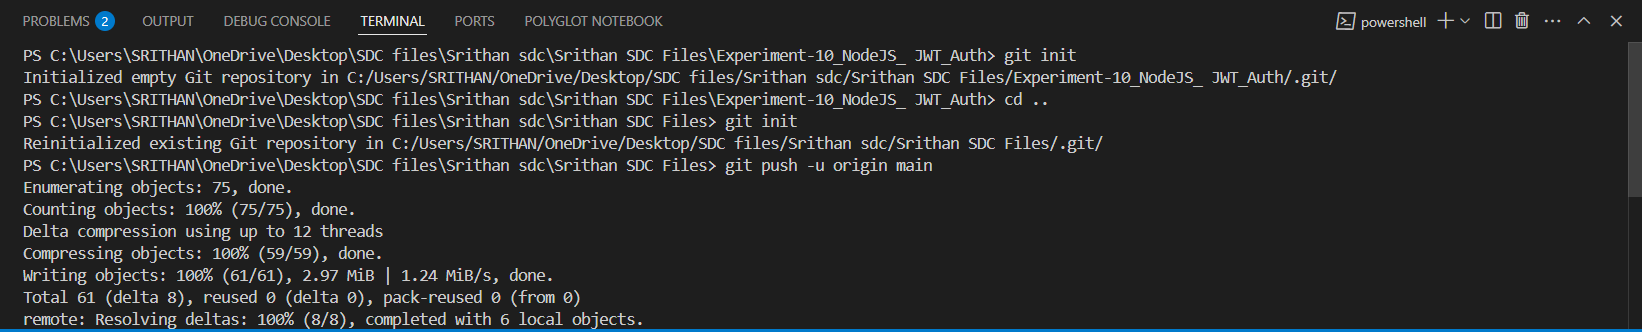 PROBLEMS 2 OUTPUT DEBUG CONSOLE TERMINAL PORTS POLYGLOT NOTEBOOK powershell
PS C:\Users\SRITHAN\OneDrive\Desktop\SDC files\Srithan sdc\Srithan SDC Files\Experiment-10_NodeJS_ JWT_Auth> git init
Initialized empty Git repository in C:/Users/SRITHAN/OneDrive/Desktop/SDC files/Srithan sdc/Srithan SDC Files/Experiment-10_NodeJS_ JWT_Auth/.git/
PS C:\Users\SRITHAN\OneDrive\Desktop\SDC files\Srithan sdc\Srithan SDC Files\Experiment-10_NodeJS_ JWT_Auth> cd ..
PS C:\Users\SRITHAN\OneDrive\Desktop\SDC files\Srithan sdc\Srithan SDC Files> git init
Reinitialized existing Git repository in C:/Users/SRITHAN/OneDrive/Desktop/SDC files/Srithan sdc/Srithan SDC Files/.git/
PS C:\Users\SRITHAN\OneDrive\Desktop\SDC files\Srithan sdc\Srithan SDC Files> git push -u origin main
Enumerating objects: 75, done.
Counting objects: 100% (75/75), done.
Delta compression using up to 12 threads
Compressing objects: 100% (59/59), done.
Writing objects: 100% (61/61), 2.97 MiB | 1.24 MiB/s, done.
Total 61 (delta 8), reused 0 (delta 0), pack-reused 0 (from 0)
remote: Resolving deltas: 100% (8/8), completed with 6 local objects.